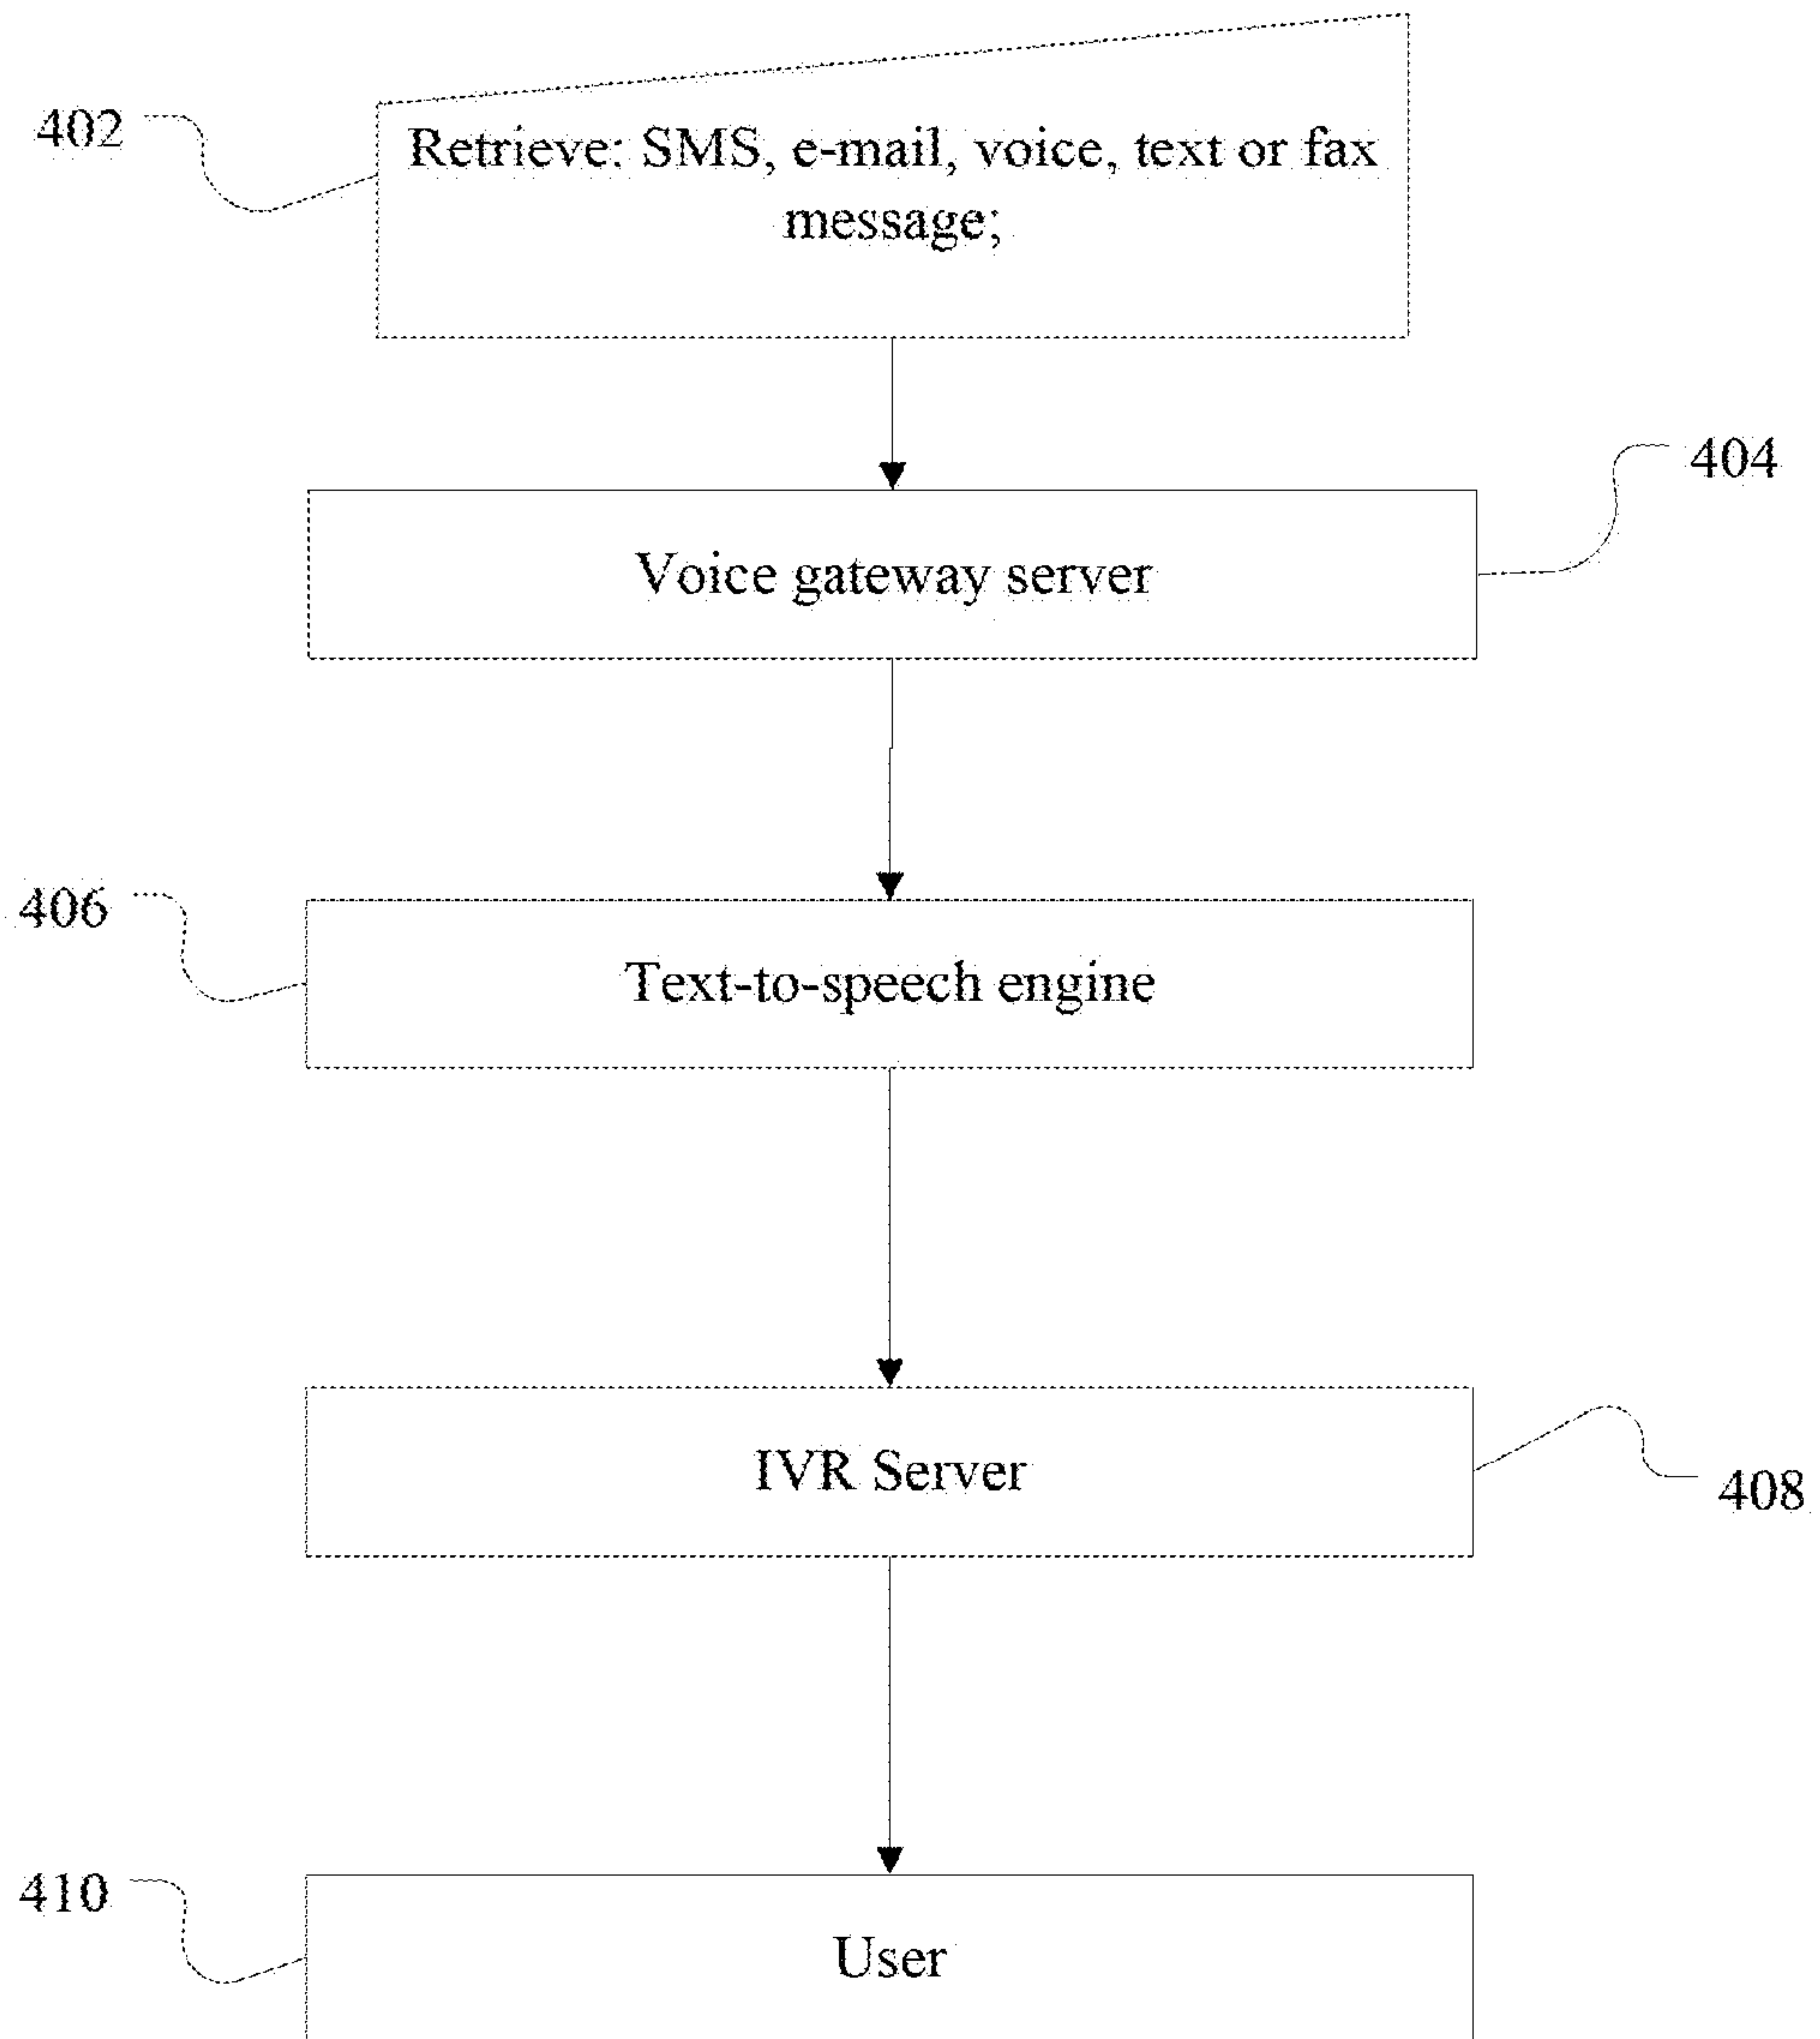 402
Retrieve: SMS, e-mail, voice, text or fax
message;
404
Voice gateway server
406
Text-to-speech engine
IVR Server
408
410
User